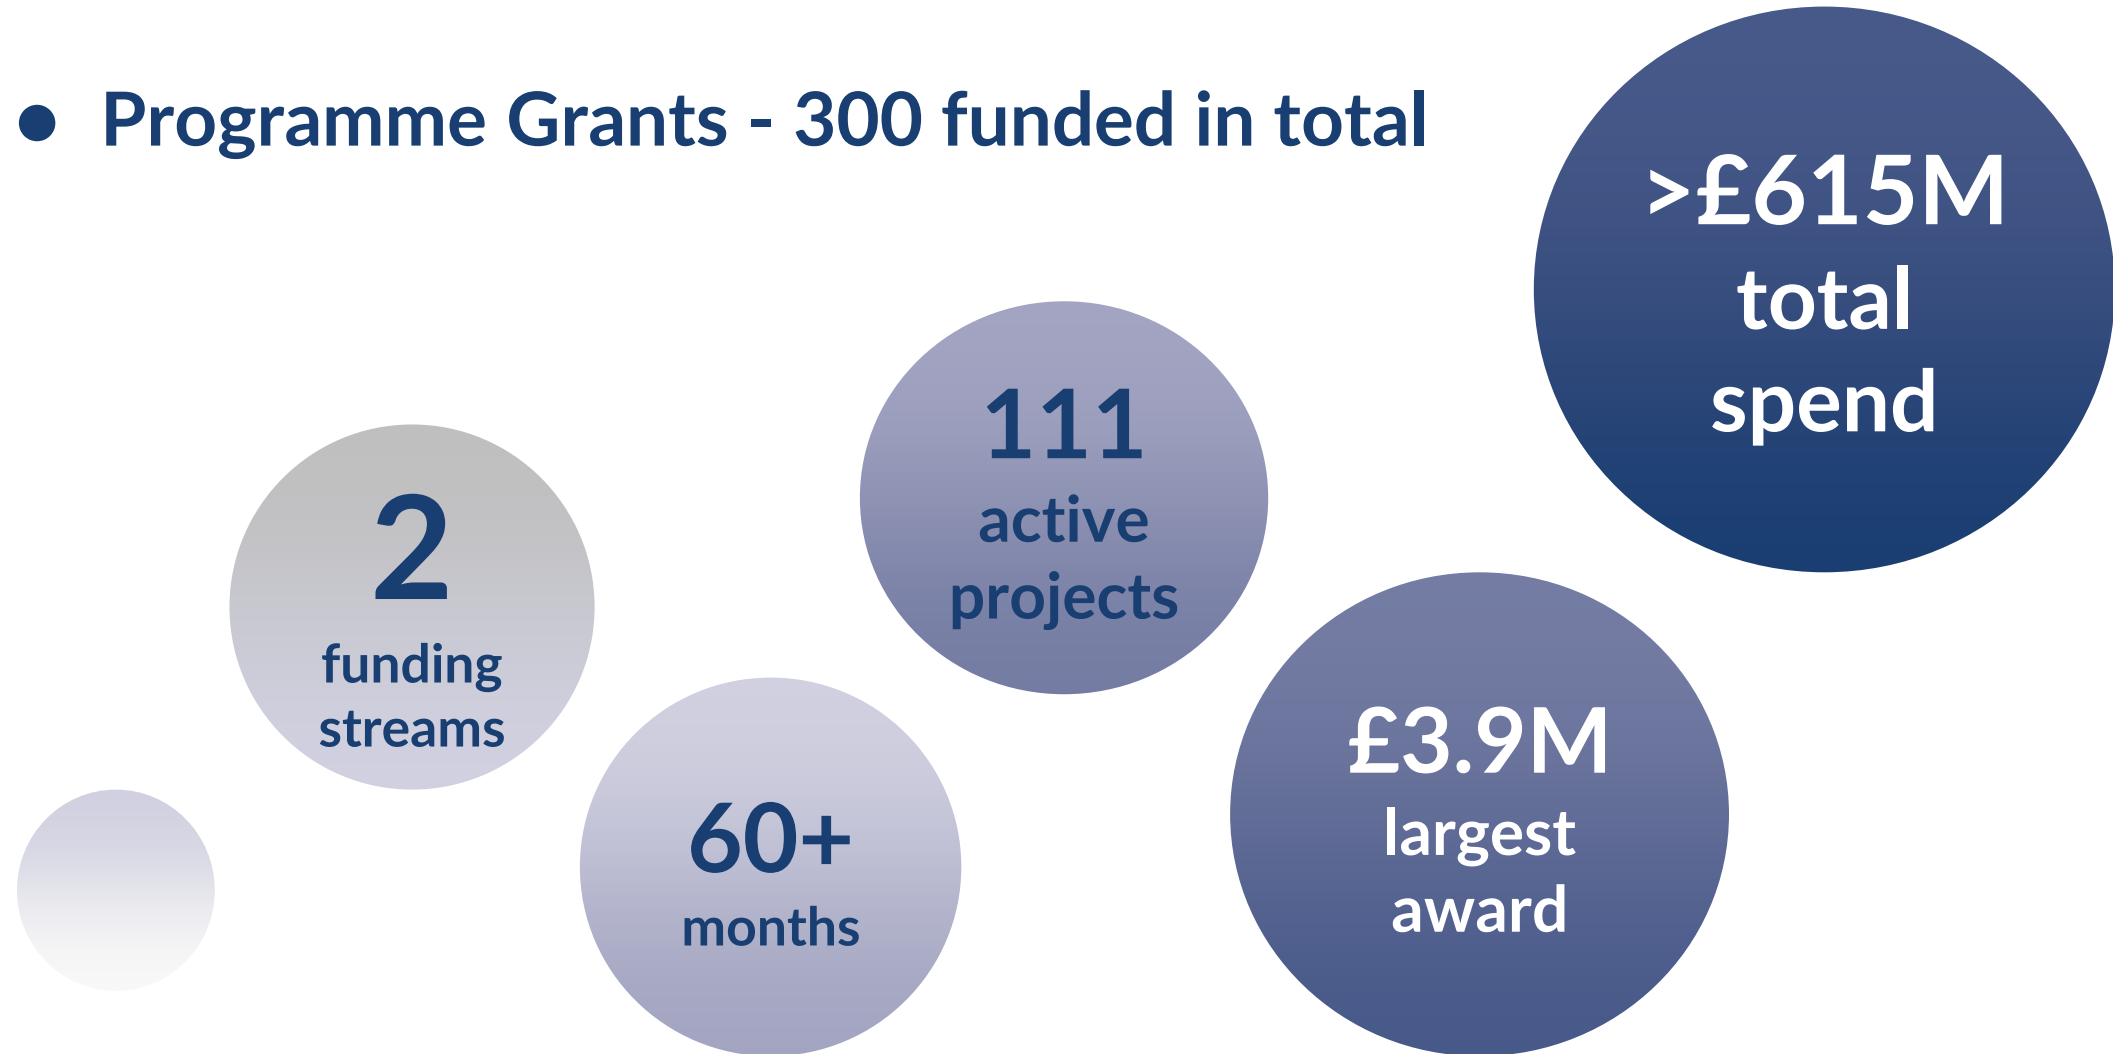 ● Programme Grants - 300 funded in total
>£615M
total
spend
111
active
projects
2
funding
streams
60+
months
£3.9M
largest
award